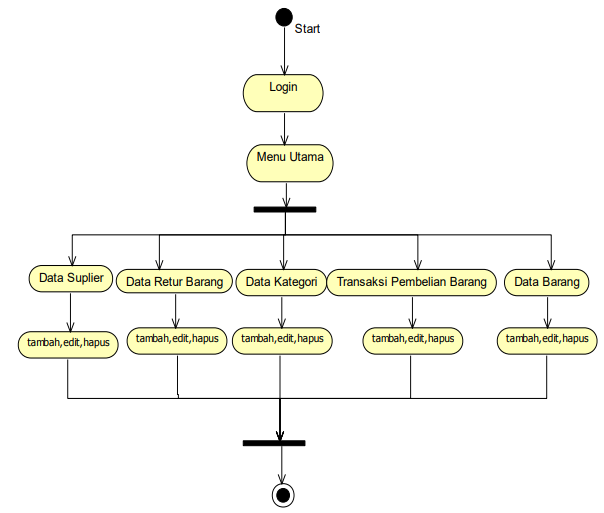 Start
Login
Menu Utama
Data Suplier
Data Retur Barang
Data Kategori
Transaksi Pembelian Barang
Data Barang
tambah,edit,hapus
tambah,edit,hapus
tambah,edit,hapus
tambah,edit,hapus
tambah,edit,hapus